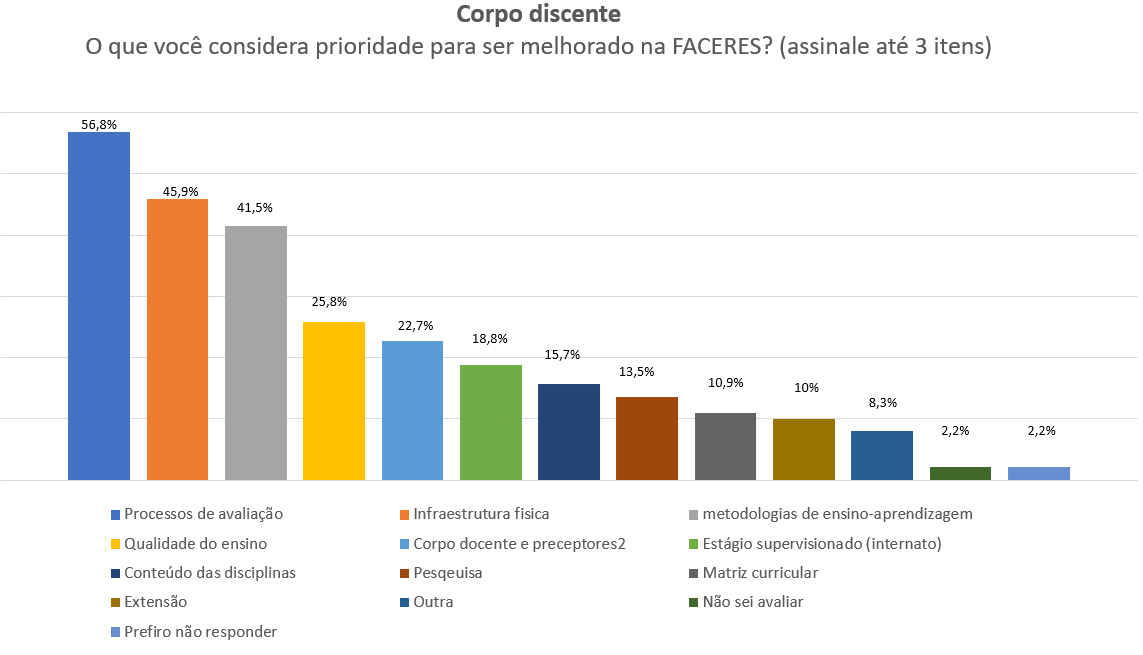 Corpo discente
O que você considera prioridade para ser melhorado na FACERES? (assinale até 3 itens)
56,8%
45,9%
41,5%
25,8%
22,7%
18,8%
15,7%
13,5%
10,9%
10%
8,3%
2,2%
2,2%
Processos de avaliação
Infraestrutura fisica
metodologias de ensino-aprendizagem
Qualidade do ensino
Corpo docente e preceptores2
Estágio supervisionado (internato)
Conteúdo das disciplinas
Pesqeuisa
Matriz curricular
Extensão
Outra
Não sei avaliar
Prefiro não responder